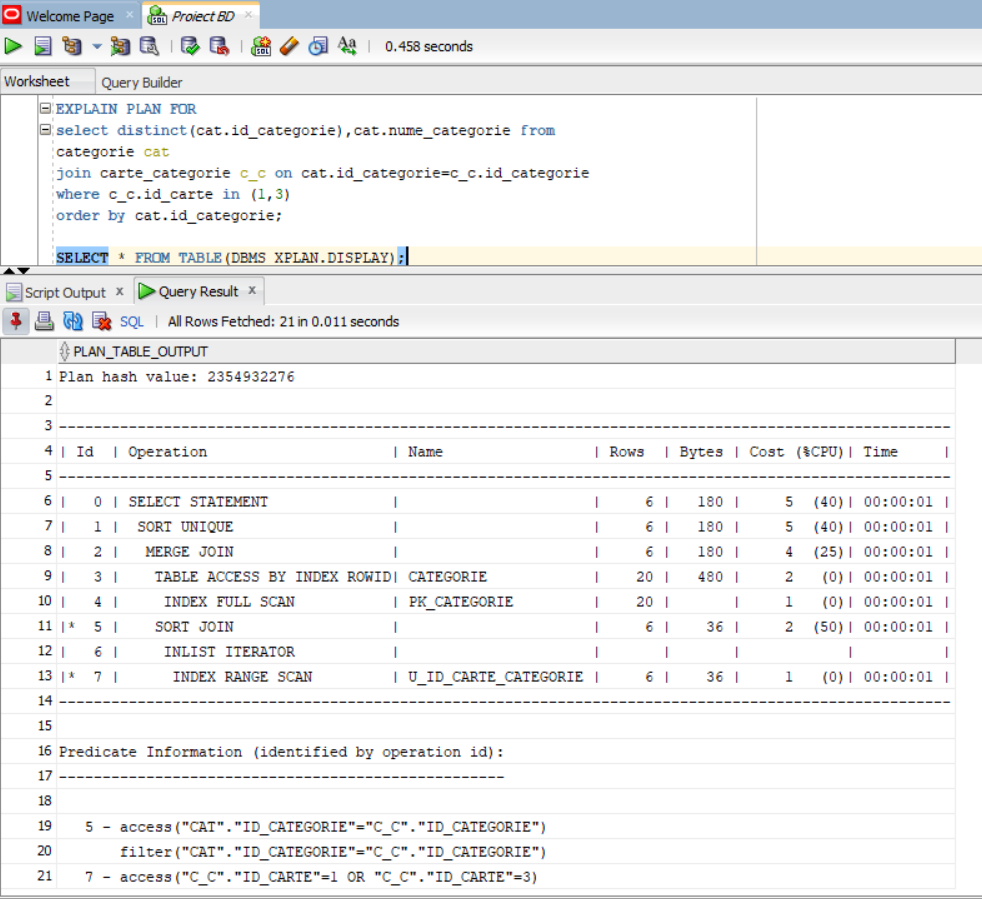 Welcome Page × Proiect BD ×
0.458 seconds
Worksheet Query Builder
EXPLAIN PLAN FOR
select distinct(cat.id_categorie),cat.nume_categorie from
categorie cat
join carte_categorie c_c on cat.id_categorie=c_c.id_categorie
where c_c.id_carte in (1,3)
order by cat.id_categorie;
SELECT * FROM TABLE(DBMS_XPLAN.DISPLAY);
Script Output × Query Result ×
SQL | All Rows Fetched: 21 in 0.011 seconds
PLAN_TABLE_OUTPUT
1 Plan hash value: 2354932276
2
3 ------------------------------------------------------------------------------------------------------
4 | Id | Operation | Name | Rows | Bytes | Cost (%CPU)| Time |
5 ------------------------------------------------------------------------------------------------------
6 | 0 | SELECT STATEMENT | | 6 | 180 | 5 (40)| 00:00:01 |
7 | 1 | SORT UNIQUE | | 6 | 180 | 5 (40)| 00:00:01 |
8 | 2 | MERGE JOIN | | 6 | 180 | 4 (25)| 00:00:01 |
9 | 3 | TABLE ACCESS BY INDEX ROWID| CATEGORIE | 20 | 480 | 2 (0)| 00:00:01 |
10 | 4 | INDEX FULL SCAN | PK_CATEGORIE | 20 | | 1 (0)| 00:00:01 |
11 |* 5 | SORT JOIN | | 6 | 36 | 2 (50)| 00:00:01 |
12 | 6 | INLIST ITERATOR | | | | | |
13 |* 7 | INDEX RANGE SCAN | U_ID_CARTE_CATEGORIE | 6 | 36 | 1 (0)| 00:00:01 |
14 ------------------------------------------------------------------------------------------------------
15
16 Predicate Information (identified by operation id):
17 ---------------------------------------------------
18
19 5 - access("CAT"."ID_CATEGORIE"="C_C"."ID_CATEGORIE")
20 filter("CAT"."ID_CATEGORIE"="C_C"."ID_CATEGORIE")
21 7 - access("C_C"."ID_CARTE"=1 OR "C_C"."ID_CARTE"=3)